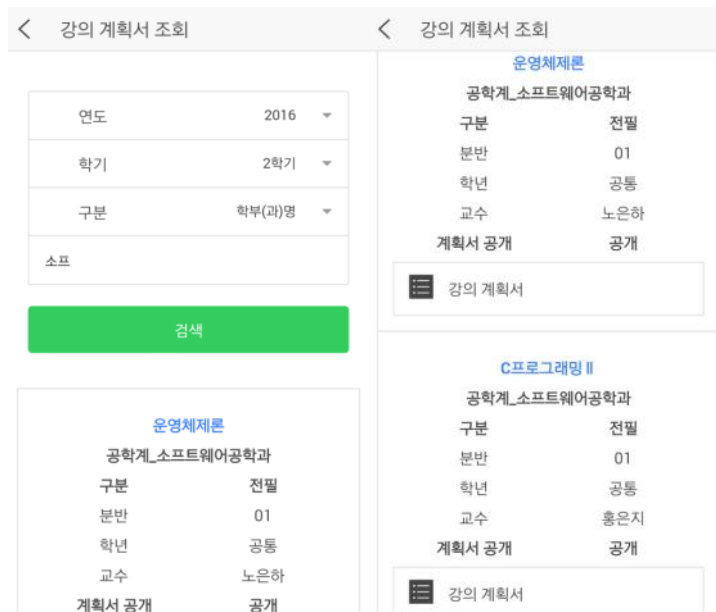 강의 계획서 조회
연도 2016
학기 2학기
구분 학부(과)명
소프
검색
운영체제론
공학계_소프트웨어공학과
구분 전필
분반 01
학년 공통
교수 노은하
계획서 공개 공개
강의 계획서 조회
운영체제론
공학계_소프트웨어공학과
구분 전필
분반 01
학년 공통
교수 노은하
계획서 공개 공개
강의 계획서
C프로그래밍 II
공학계_소프트웨어공학과
구분 전필
분반 01
학년 공통
교수 홍은지
계획서 공개 공개
강의 계획서